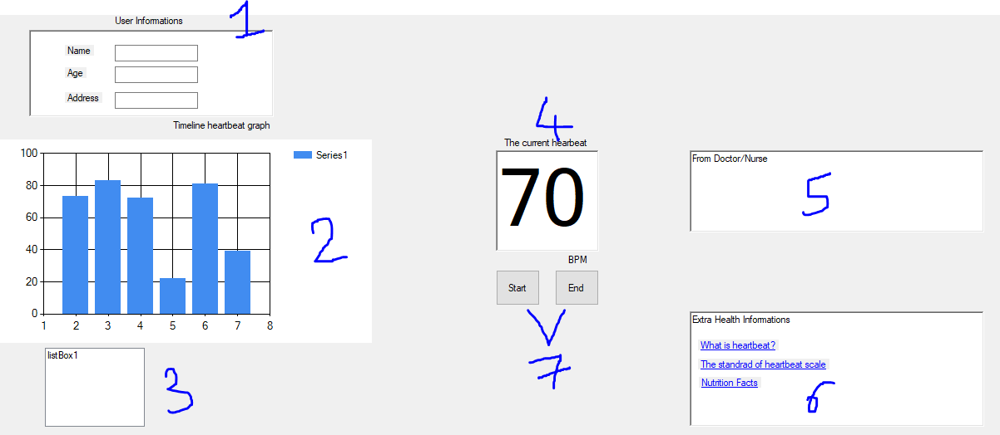 1
User Informations
Name
Age
Address
Timeline heartbeat graph
100
80
60
40
20
0
1 2 3 4 5 6 7 8
Series1
2
listBox1
3
4
The current hearbeat
70
BPM
Start End
7
From Doctor/Nurse
5
Extra Health Informations
What is heartbeat?
The standrad of heartbeat scale
Nutrition Facts
6